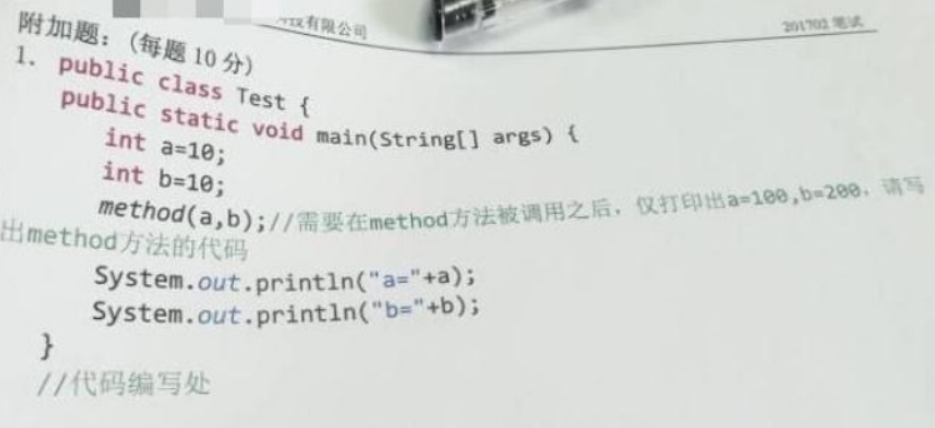 有限公司
201702 笔试
附加题：（每题 10 分）
1. public class Test {
public static void main(String[] args) {
int a=10;
int b=10;
method(a,b);//需要在method方法被调用之后，仅打印出a=100,b=200，请写
出method方法的代码
System.out.println("a="+a);
System.out.println("b="+b);
}
//代码编写处